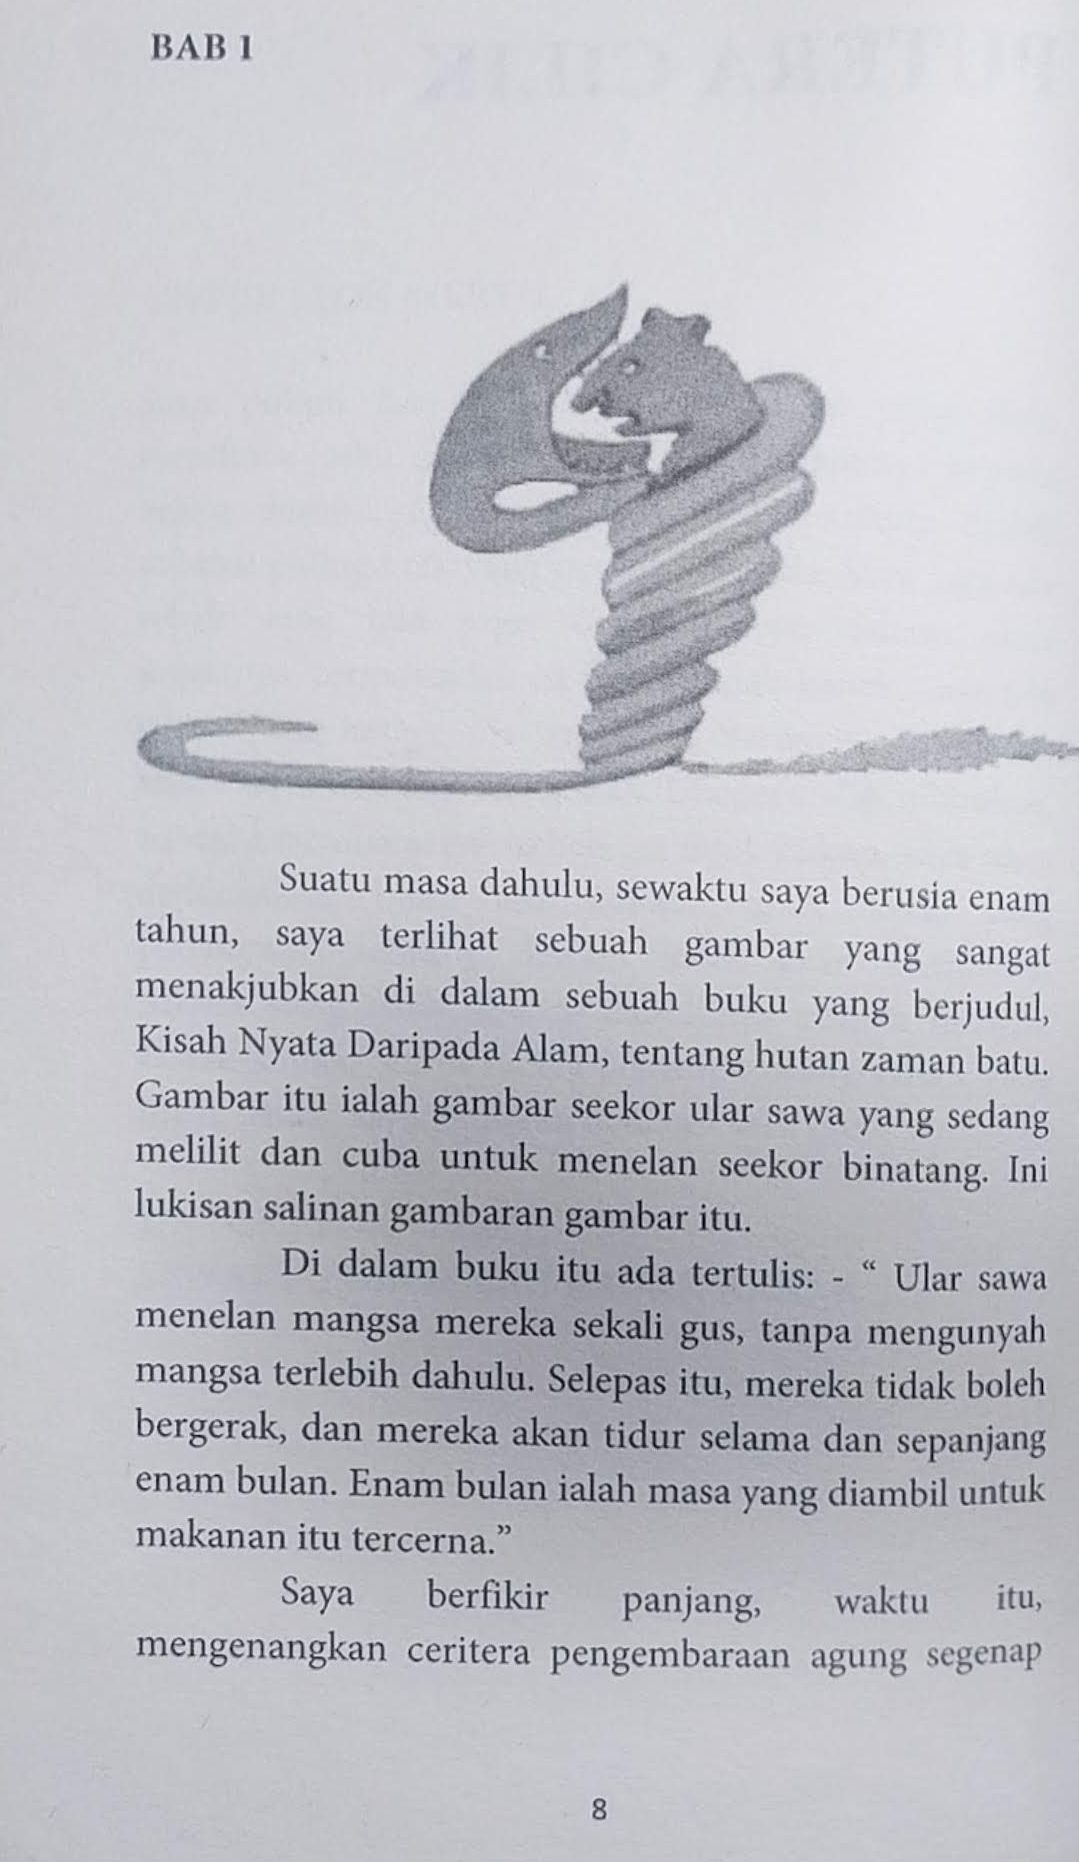 BAB 1
Suatu masa dahulu, sewaktu saya berusia enam
tahun, saya terlihat sebuah gambar yang sangat
menakjubkan di dalam sebuah buku yang berjudul,
Kisah Nyata Daripada Alam, tentang hutan zaman batu.
Gambar itu ialah gambar seekor ular sawa yang sedang
melilit dan cuba untuk menelan seekor binatang. Ini
lukisan salinan gambaran gambar itu.
Di dalam buku itu ada tertulis: - “ Ular sawa
menelan mangsa mereka sekali gus, tanpa mengunyah
mangsa terlebih dahulu. Selepas itu, mereka tidak boleh
bergerak, dan mereka akan tidur selama dan sepanjang
enam bulan. Enam bulan ialah masa yang diambil untuk
makanan itu tercerna.”
Saya berfikir panjang, waktu itu,
mengenangkan ceritera pengembaraan agung segenap
8